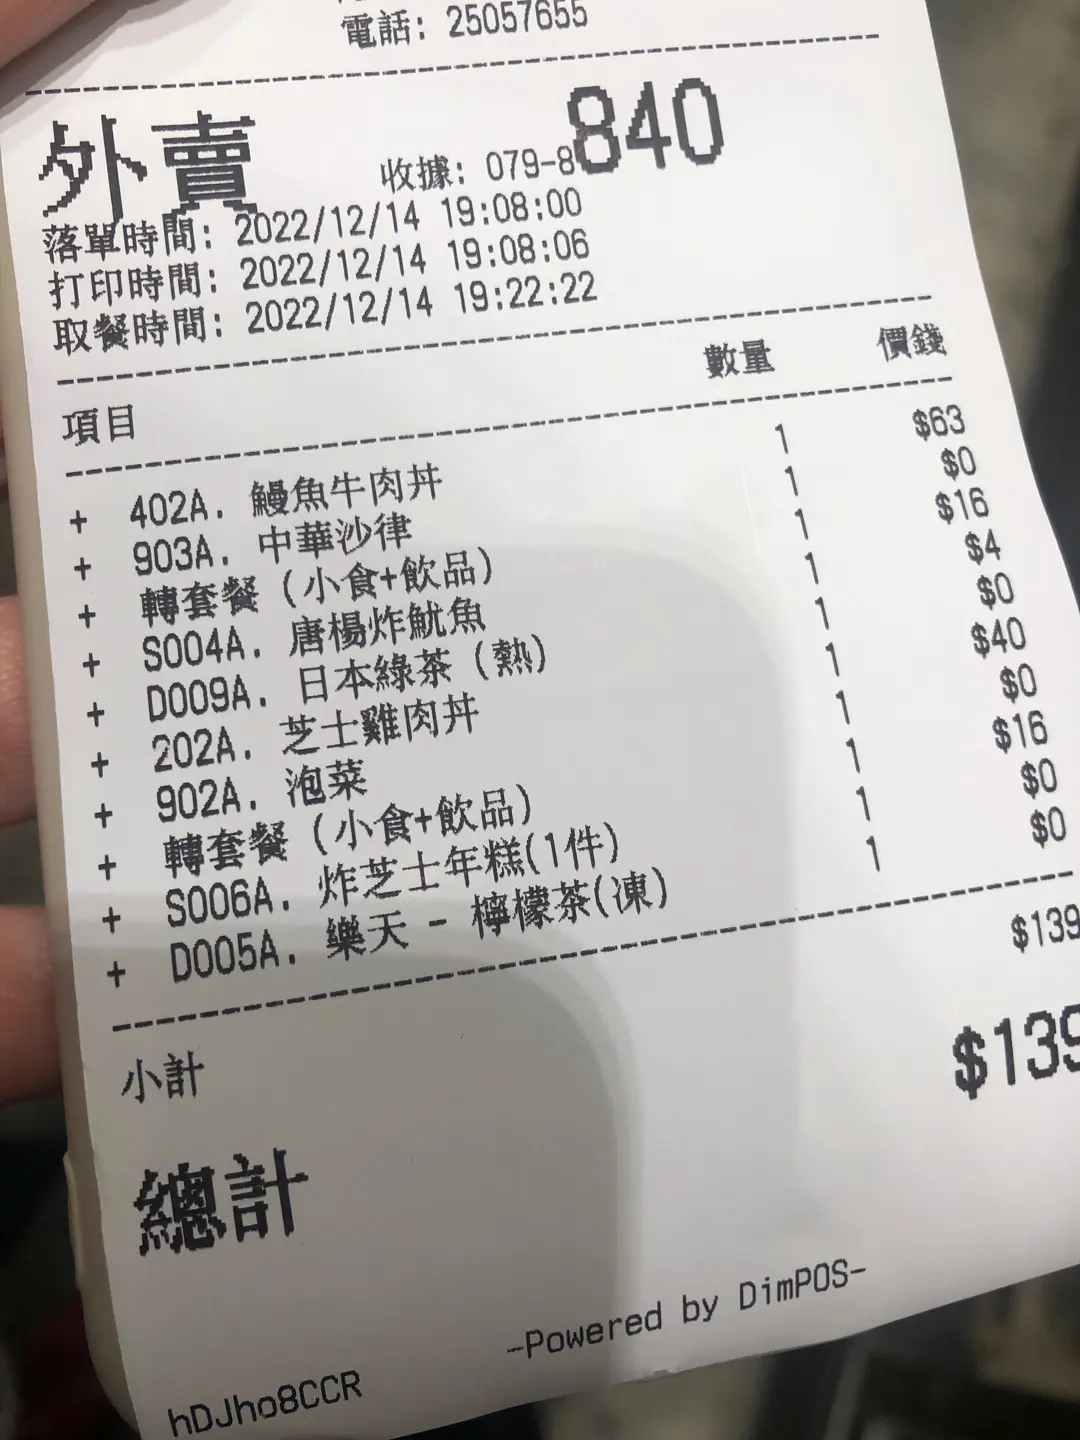 電話: 25057655
外賣 收據: 079-8840
落單時間: 2022/12/14 19:08:00
打印時間: 2022/12/14 19:08:06
取餐時間: 2022/12/14 19:22:22
項目 數量 價錢
+ 402A. 鰻魚牛肉丼 1 $63
+ 903A. 中華沙律 1 $0
+ 轉套餐 (小食+飲品) 1 $16
+ S004A. 唐楊炸魷魚 1 $4
+ D009A. 日本綠茶 (熱) 1 $0
+ 202A. 芝士雞肉丼 1 $40
+ 902A. 泡菜 1 $0
+ 轉套餐 (小食+飲品) 1 $16
+ S006A. 炸芝士年糕(1件) 1 $0
+ D005A. 樂天 - 檸檬茶(凍) 1 $0
小計 $139
總計 $139
-Powered by DimPOS-
hDJho8CCR